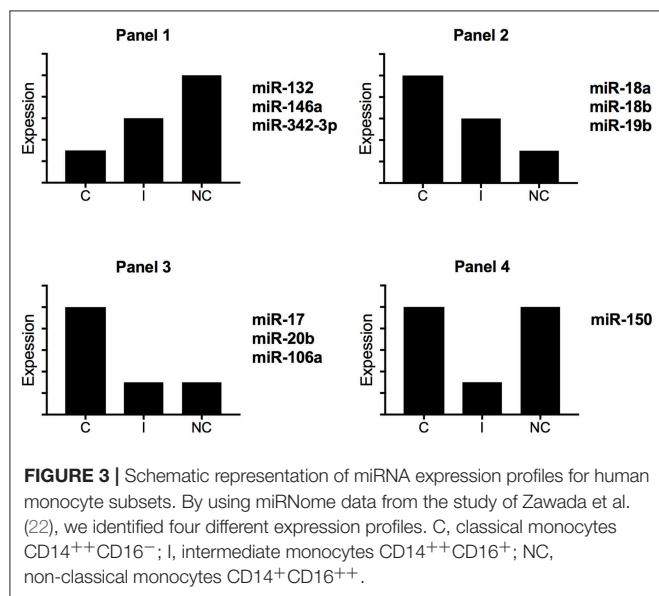 Panel 1
Expression
C I NC
miR-132
miR-146a
miR-342-3p
Panel 2
Expression
C I NC
miR-18a
miR-18b
miR-19b
Panel 3
Expression
C I NC
miR-17
miR-20b
miR-106a
Panel 4
Expression
C I NC
miR-150
FIGURE 3 | Schematic representation of miRNA expression profiles for human
monocyte subsets. By using miRNome data from the study of Zawada et al.
(22), we identified four different expression profiles. C, classical monocytes
CD14++CD16−; I, intermediate monocytes CD14++CD16+; NC,
non-classical monocytes CD14+CD16++.